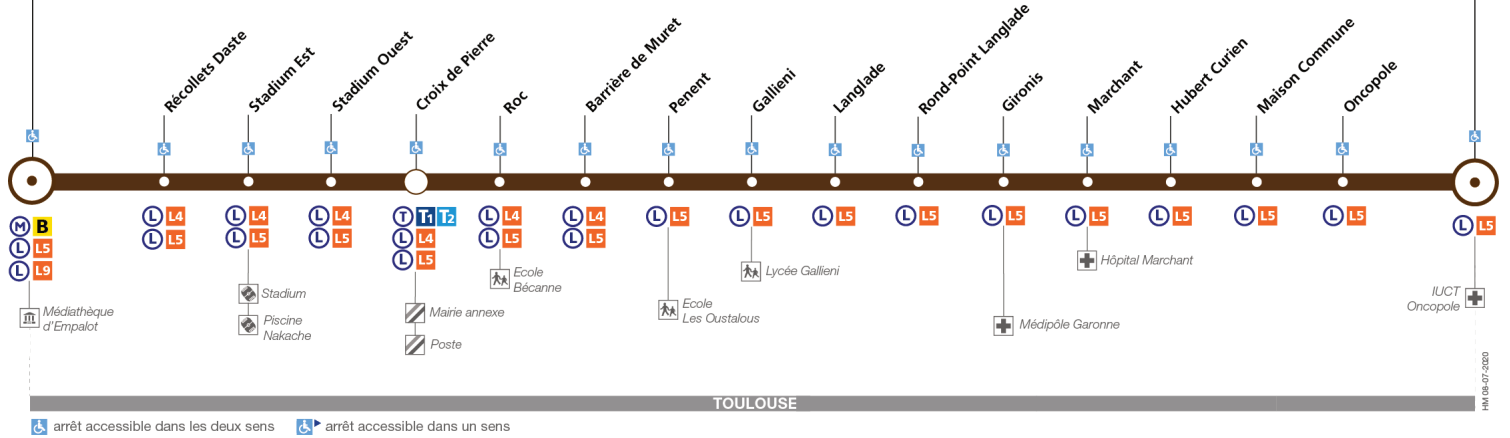 Récollets Daste
Stadium Est
Stadium Ouest
Croix de Pierre
Roc
Barrière de Muret
Penent
Gallieni
Langlade
Rond-Point Langlade
Gironis
Marchant
Hubert Curien
Maison Commune
Oncopole
M B
L L5
L L9
L L4
L L5
L L4
L L5
L L4
L L5
T T1 T2
L L4
L L5
L L4
L L5
L L4
L L5
L L5
L L5
L L5
L L5
L L5
L L5
L L5
L L5
L L5
L L5
Médiathèque
d'Empalot
Stadium
Piscine
Nakache
Mairie annexe
Poste
Ecole
Bécanne
Ecole
Les Oustalous
Lycée Gallieni
Médipôle Garonne
Hôpital Marchant
IUCT
Oncopole
HM 08-07-2020
TOULOUSE
arrêt accessible dans les deux sens
arrêt accessible dans un sens